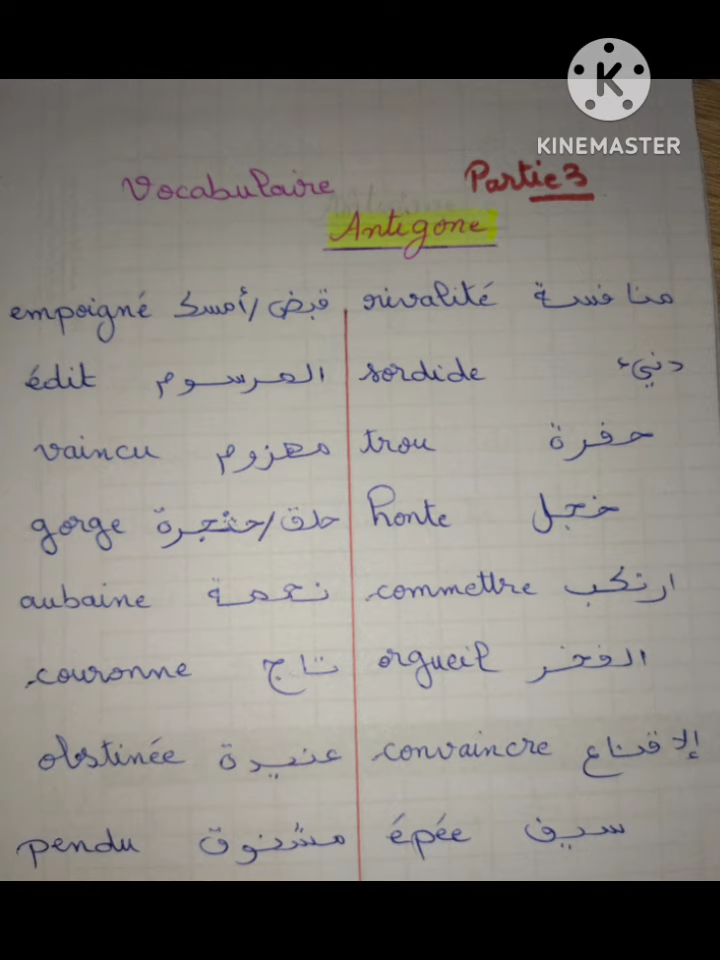 KINEMASTER
Vocabulaire Partie 3
Antigone
empoigné قبض/أمسك rivalité منافسة
édit المرسوم sordide دنيء
vaincu مهزوم trou حفرة
gorge حلق/حنجرة honte خجل
aubaine نعمة commettre ارتكب
couronne تاج orgueil الفخر
obstinée عنيدة convaincre إلاقناع
pendu مشنوق épée سيف